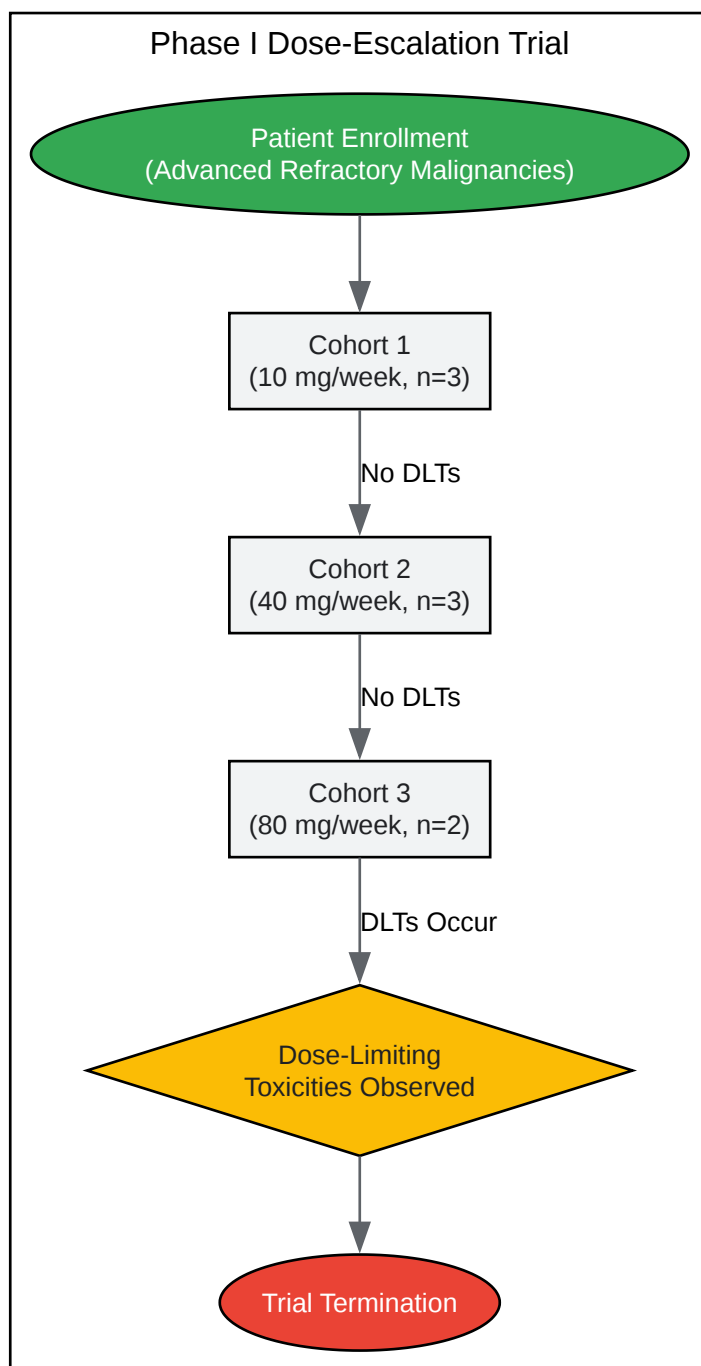 Phase I Dose-Escalation Trial
Patient Enrollment
(Advanced Refractory Malignancies)
Cohort 1
(10 mg/week, n=3)
No DLTs
Cohort 2
(40 mg/week, n=3)
No DLTs
Cohort 3
(80 mg/week, n=2)
DLTs Occur
Dose-Limiting
Toxicities Observed
Trial Termination